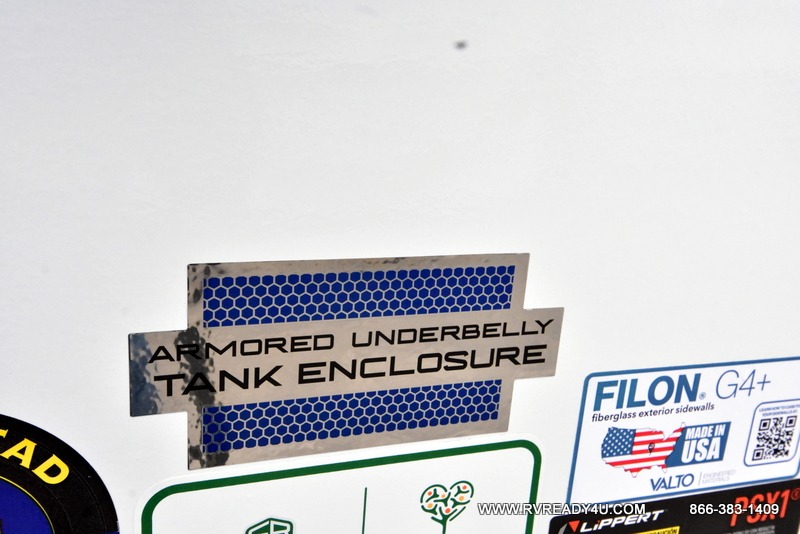 ARMORED UNDERBELLY
TANK ENCLOSURE
FILON® G4+
fiberglass exterior sidewalls
MADE IN
USA
VALTO
LIPPERT
PSX1®
WWW.RVREADY4U.COM 866-383-1409